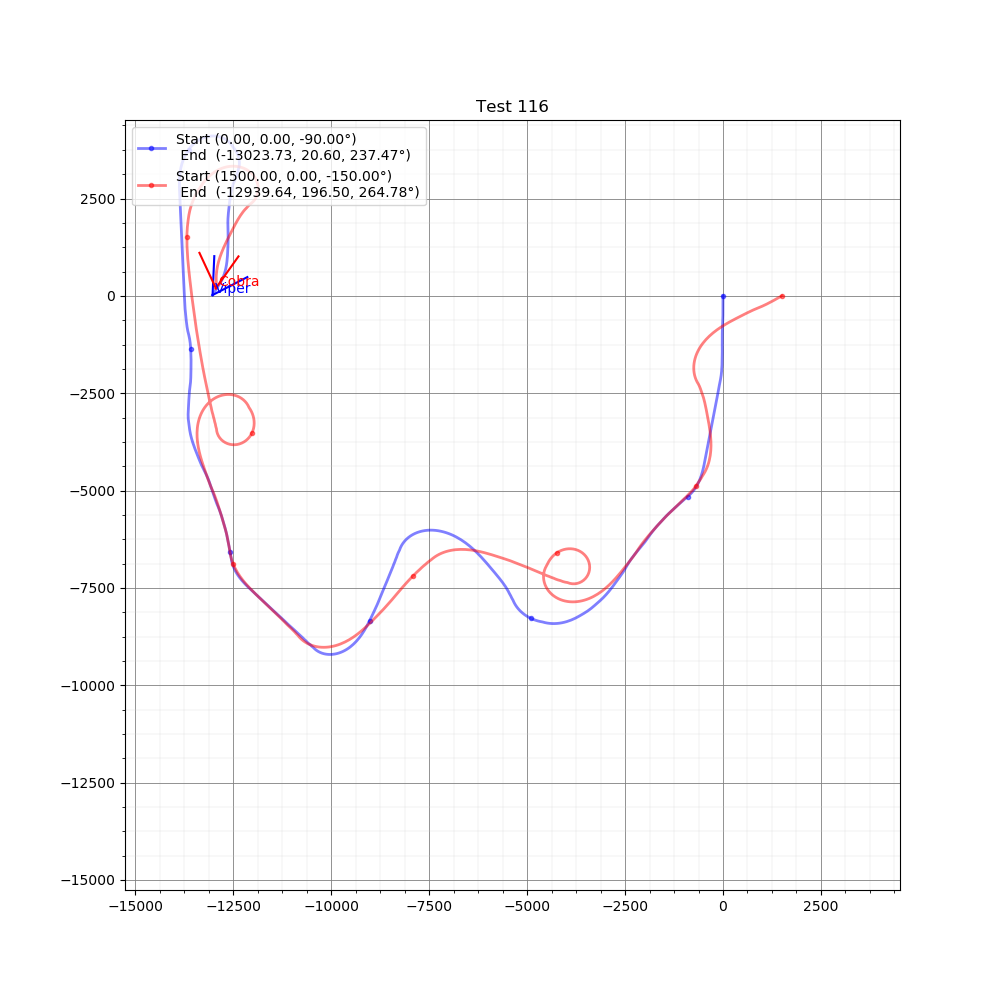 Test 116
Start (0.00, 0.00, -90.00°)
End (-13023.73, 20.60, 237.47°)
Start (1500.00, 0.00, -150.00°)
End (-12939.64, 196.50, 264.78°)
Cobra
Viper
2500
0
−2500
−5000
−7500
−10000
−12500
−15000
−15000 −12500 −10000 −7500 −5000 −2500 0 2500